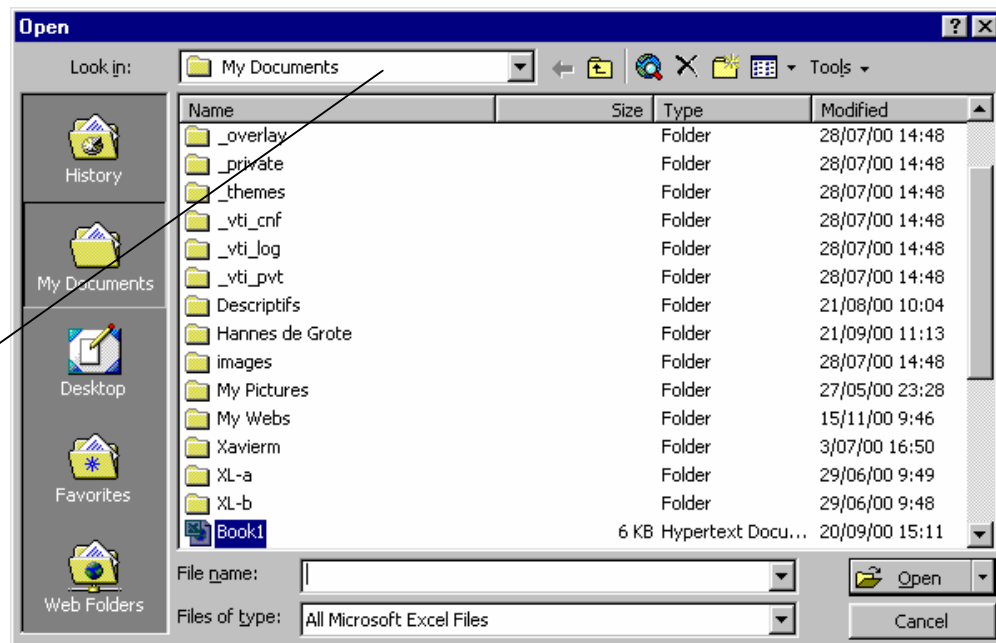 Open
Look in: My Documents Tools
Name Size Type Modified
_overlay Folder 28/07/00 14:48
_private Folder 28/07/00 14:48
_themes Folder 28/07/00 14:48
_vti_cnf Folder 28/07/00 14:48
_vti_log Folder 28/07/00 14:48
_vti_pvt Folder 28/07/00 14:48
Descriptifs Folder 21/08/00 10:04
Hannes de Grote Folder 21/09/00 11:13
images Folder 28/07/00 14:48
My Pictures Folder 27/05/00 23:28
My Webs Folder 15/11/00 9:46
Xavierm Folder 3/07/00 16:50
XL-a Folder 29/06/00 9:49
XL-b Folder 29/06/00 9:48
Book1 6 KB Hypertext Docu... 20/09/00 15:11
History
My Documents
Desktop
Favorites
Web Folders
File name: Open
Files of type: All Microsoft Excel Files Cancel